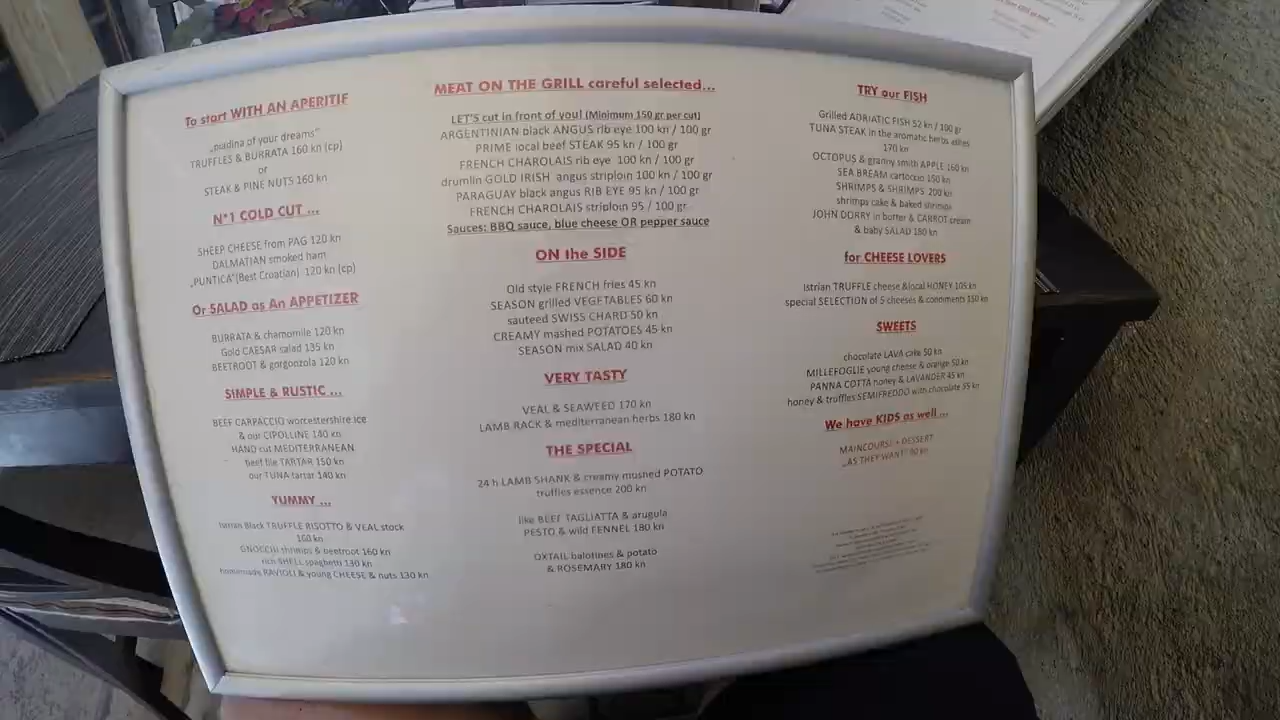 To start WITH AN APERITIF
„pudina of your dreams"
TRUFFLES & BURRATA 160 kn (cp)
or
STEAK & PINE NUTS 160 kn
N°1 COLD CUT ...
SHEEP CHEESE from PAG 120 kn
DALMATIAN smoked ham
„PUNTICA"(Best Croatian) 120 kn (cp)
Or SALAD as An APPETIZER
BURRATA & chamomile 120 kn
Gold CAESAR salad 135 kn
BEETROOT & gorgonzola 120 kn
SIMPLE & RUSTIC ...
BEEF CARPACCIO worcestershire ice
& our CIPOLLINE 140 kn
HAND cut MEDITERRANEAN
beef file TARTAR 150 kn
our TUNA tartar 140 kn
YUMMY ...
Istrian Black TRUFFLE RISOTTO & VEAL stock
160 kn
GNOCCHI shrimps & beetroot 160 kn
rich SHELL spaghetti 130 kn
homemade RAVIOLI & young CHEESE & nuts 130 kn
MEAT ON THE GRILL careful selected...
LET'S cut in front of you! (Minimum 150 gr per cut)
ARGENTINIAN black ANGUS rib eye 100 kn / 100 gr
PRIME local beef STEAK 95 kn / 100 gr
FRENCH CHAROLAIS rib eye 100 kn / 100 gr
drumlin GOLD IRISH angus striploin 100 kn / 100 gr
PARAGUAY black angus RIB EYE 95 kn / 100 gr
FRENCH CHAROLAIS striploin 95 / 100 gr
Sauces: BBQ sauce, blue cheese OR pepper sauce
ON the SIDE
Old style FRENCH fries 45 kn
SEASON grilled VEGETABLES 60 kn
sauteed SWISS CHARD 50 kn
CREAMY mashed POTATOES 45 kn
SEASON mix SALAD 40 kn
VERY TASTY
VEAL & SEAWEED 170 kn
LAMB RACK & mediterranean herbs 180 kn
THE SPECIAL
24 h LAMB SHANK & creamy mushed POTATO
truffles essence 200 kn
like BEEF TAGLIATTA & arugula
PESTO & wild FENNEL 180 kn
OXTAIL balotines & potato
& ROSEMARY 180 kn
TRY our FISH
Grilled ADRIATIC FISH 52 kn / 100 gr
TUNA STEAK in the aromatic herbs ashes
170 kn
OCTOPUS & granny smith APPLE 160 kn
SEA BREAM cartoccio 150 kn
SHRIMPS & SHRIMPS 200 kn
shrimps cake & baked shrimps
JOHN DORRY in butter & CARROT cream
& baby SALAD 180 kn
for CHEESE LOVERS
Istrian TRUFFLE cheese &local HONEY 105 kn
special SELECTION of 5 cheeses & condments 150 kn
SWEETS
chocolate LAVA cake 50 kn
MILLEFOGLIE young cheese & orange 50 kn
PANNA COTTA honey & LAVANDER 45 kn
honey & truffles SEMIFREDDO with chocolate 55 kn
We have KIDS as well ...
MAINCOURSE + DESSERT
„AS THEY WANT" 90 kn